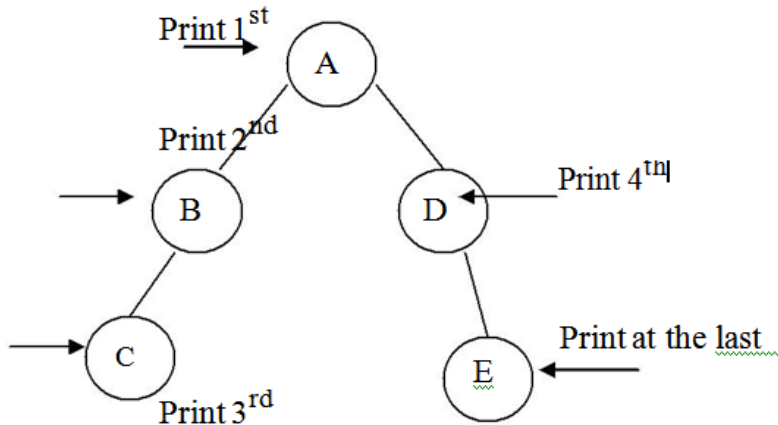 Print 1st
A
Print 2nd
B
D
Print 4th
C
E
Print at the last
Print 3rd